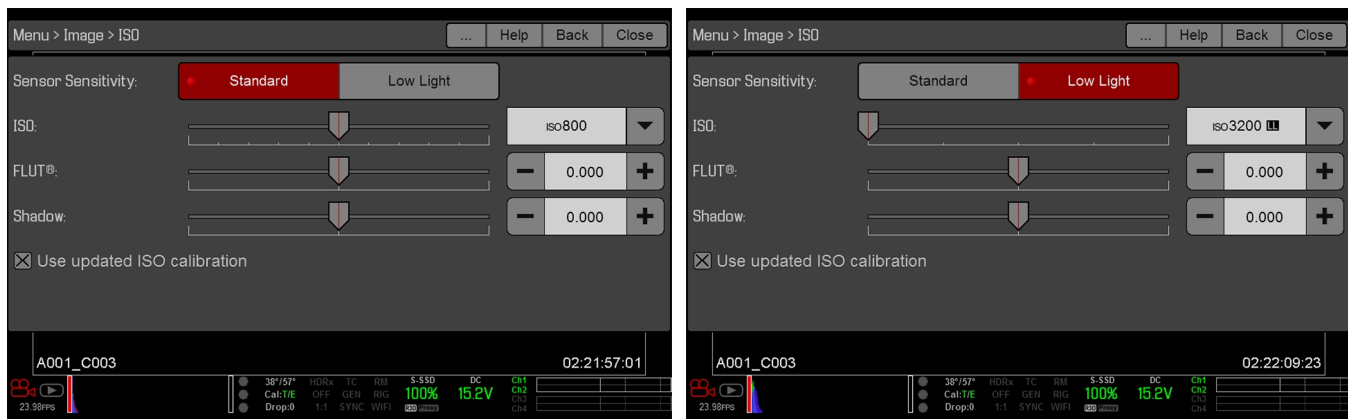 Menu > Image > ISO
... Help Back Close
Sensor Sensitivity: Standard Low Light
ISO: ISO800
FLUT®: 0.000
Shadow: 0.000
Use updated ISO calibration
A001_C003 02:21:57:01
38°/57° HDRx TC RM S-SSD DC Ch1
Cal:T/E OFF GEN RIG 100% 15.2V Ch2
Ch3
23.98FPS Drop:0 1:1 SYNC WIFI R3D Proxy Ch4
Menu > Image > ISO
... Help Back Close
Sensor Sensitivity: Standard Low Light
ISO: ISO3200 LL
FLUT®: 0.000
Shadow: 0.000
Use updated ISO calibration
A001_C003 02:22:09:23
38°/57° HDRx TC RM S-SSD DC Ch1
Cal:T/E OFF GEN RIG 100% 15.2V Ch2
Ch3
23.98FPS Drop:0 1:1 SYNC WIFI R3D Proxy Ch4